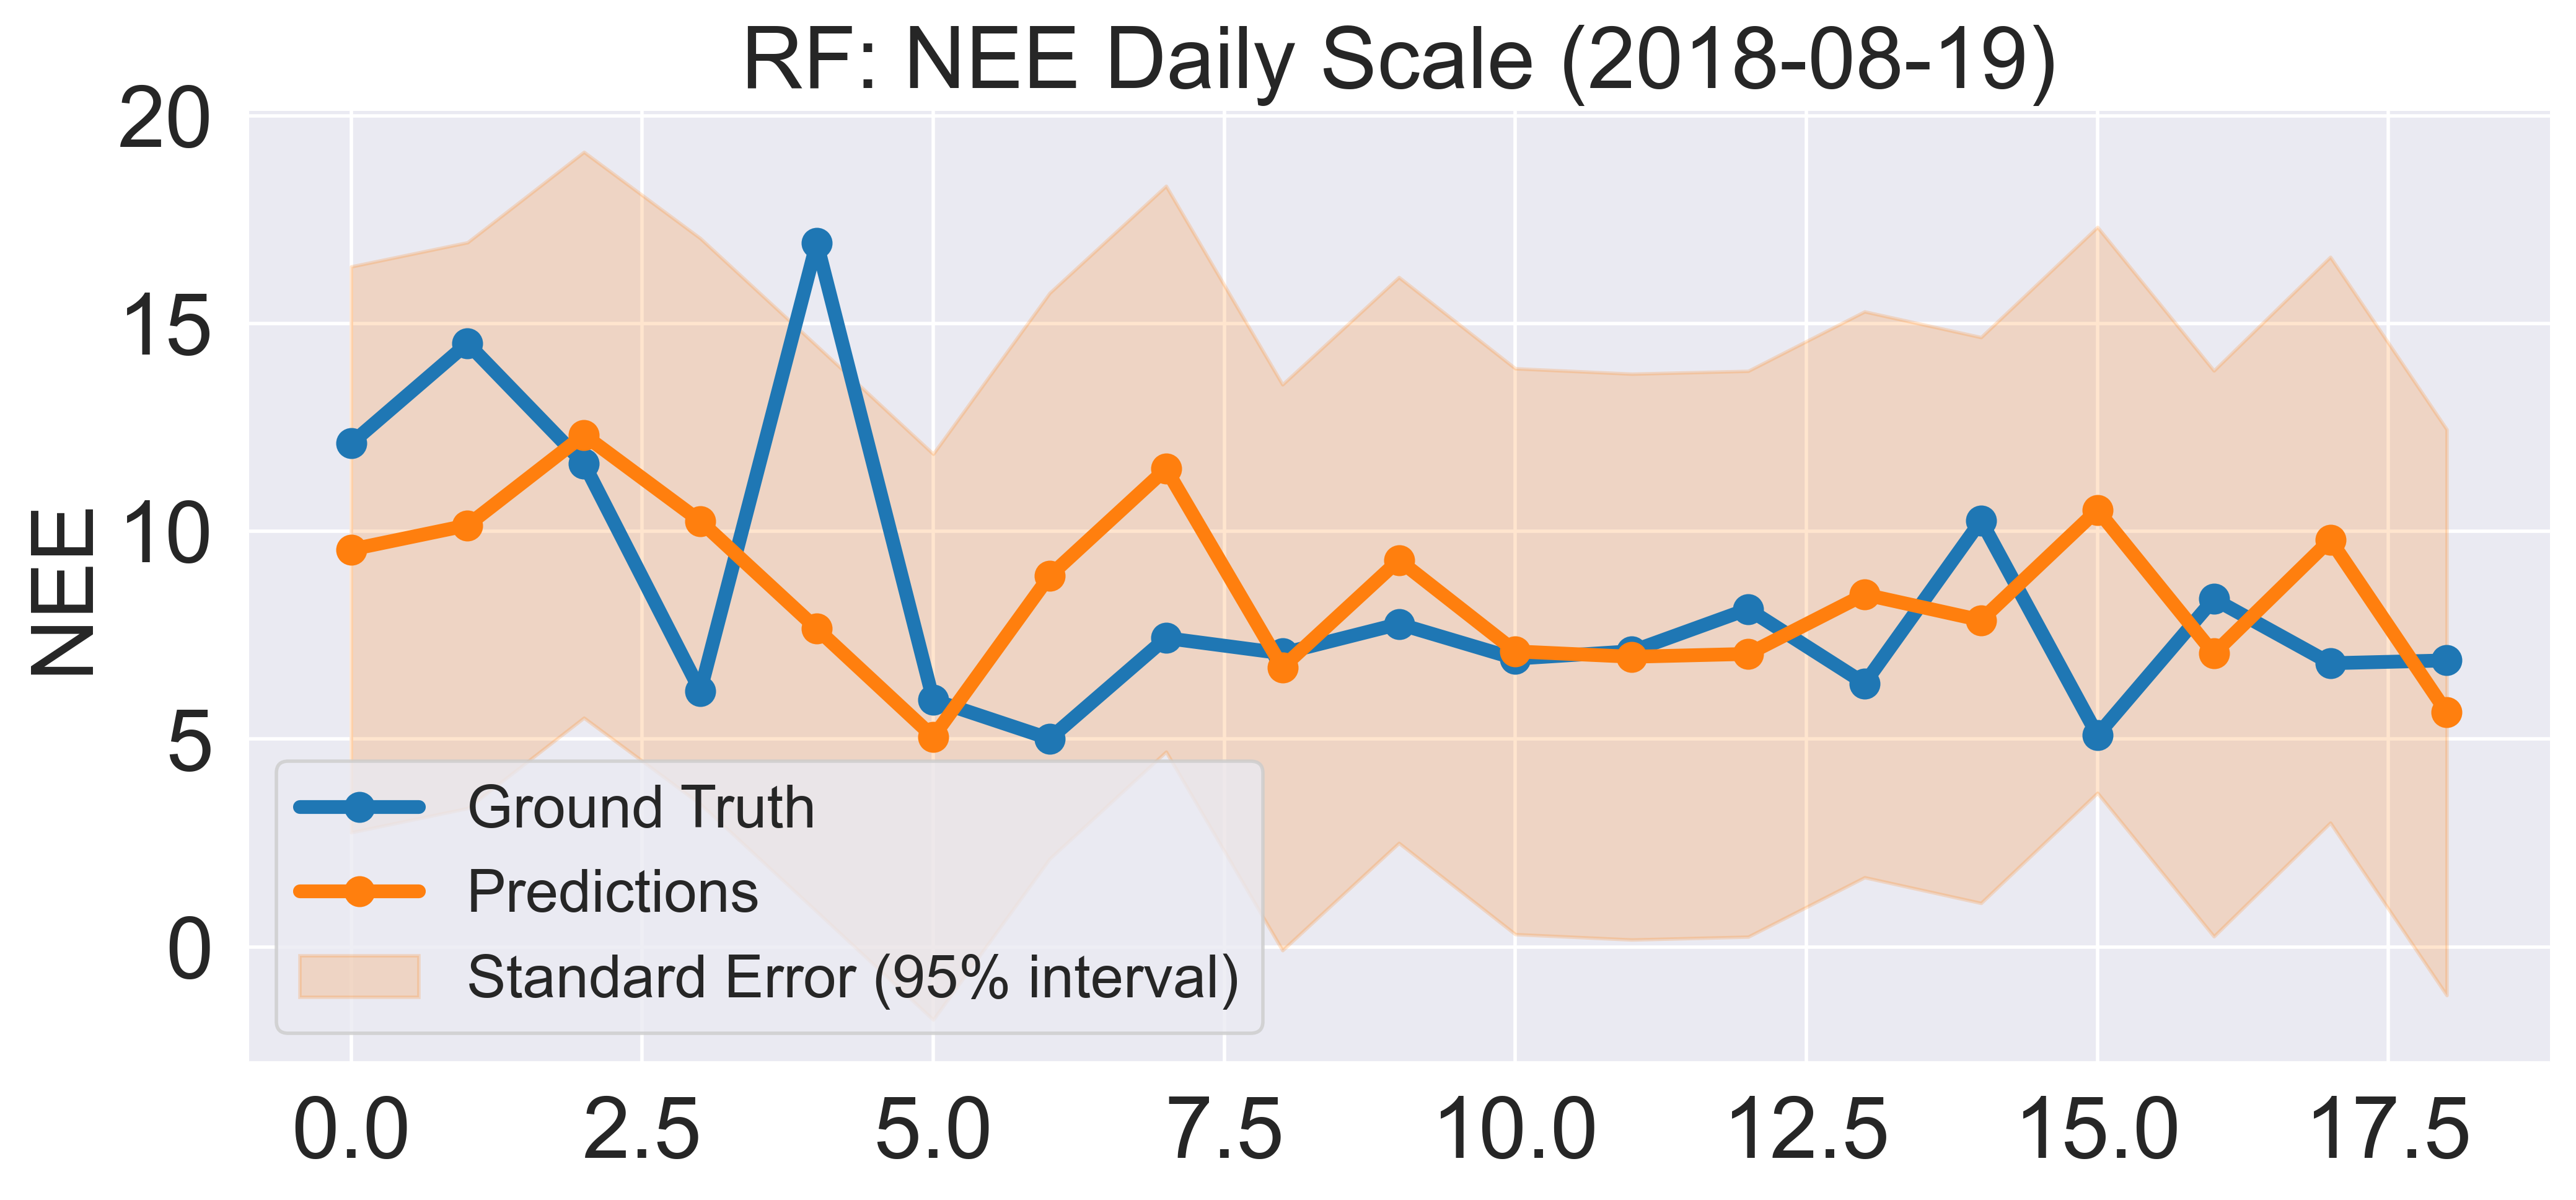 RF: NEE Daily Scale (2018-08-19)
20
15
10
5
0
NEE
Ground Truth
Predictions
Standard Error (95% interval)
0.0 2.5 5.0 7.5 10.0 12.5 15.0 17.5